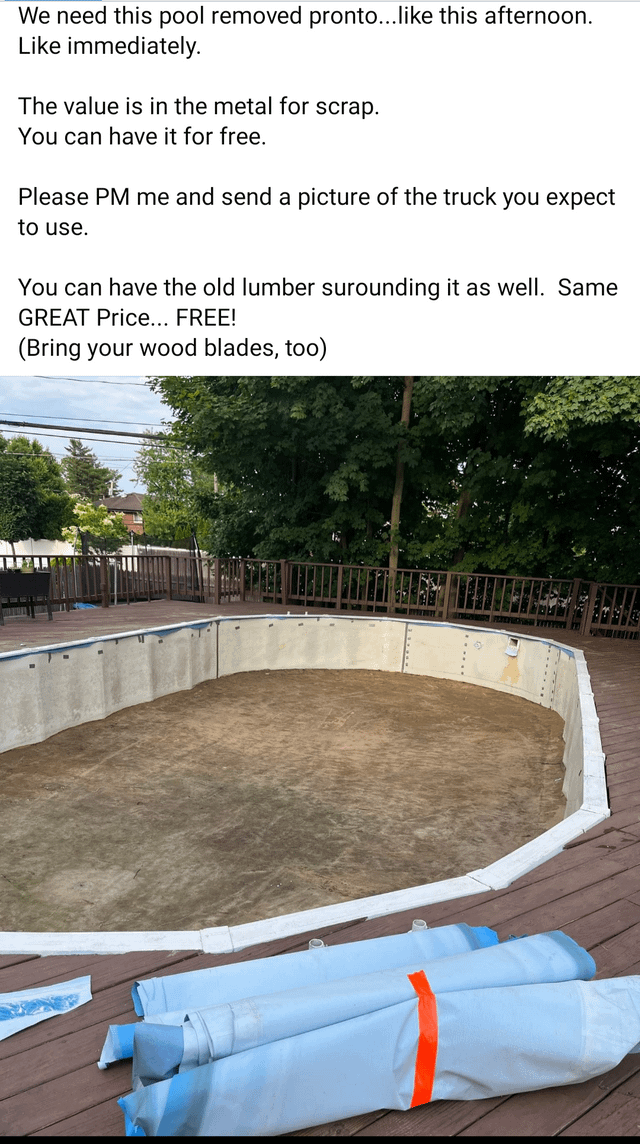 We need this pool removed pronto...like this afternoon.
Like immediately.
The value is in the metal for scrap.
You can have it for free.
Please PM me and send a picture of the truck you expect
to use.
You can have the old lumber surounding it as well.  Same
GREAT Price... FREE!
(Bring your wood blades, too)